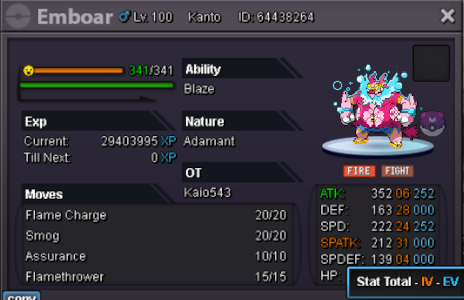 Emboar ♂ Lv. 100 Kanto ID: 64438264
341/341
Ability
Blaze
Exp
Current: 29403995 XP
Till Next: 0 XP
Nature
Adamant
OT
Kaio543
FIRE FIGHT
Moves
Flame Charge 20/20
Smog 20/20
Assurance 10/10
Flamethrower 15/15
ATK: 352 06 252
DEF: 163 28 000
SPD: 222 24 252
SPATK: 212 31 000
SPDEF: 139 04 000
HP:
Stat Total - IV - EV
copy